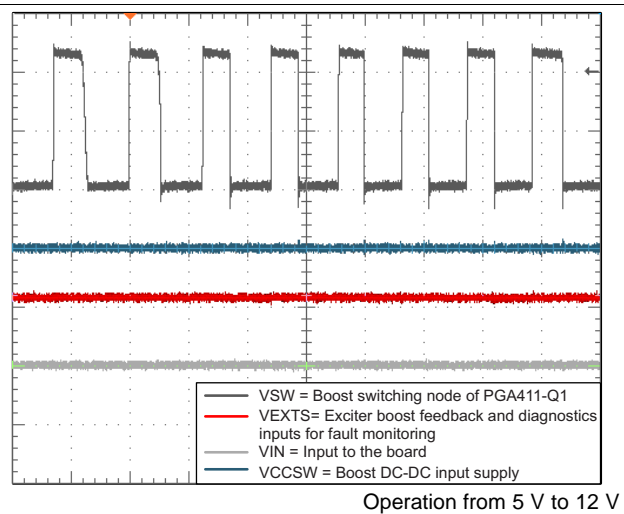 VSW = Boost switching node of PGA411-Q1
VEXTS= Exciter boost feedback and diagnostics
inputs for fault monitoring
VIN = Input to the board
VCCSW = Boost DC-DC input supply
Operation from 5 V to 12 V